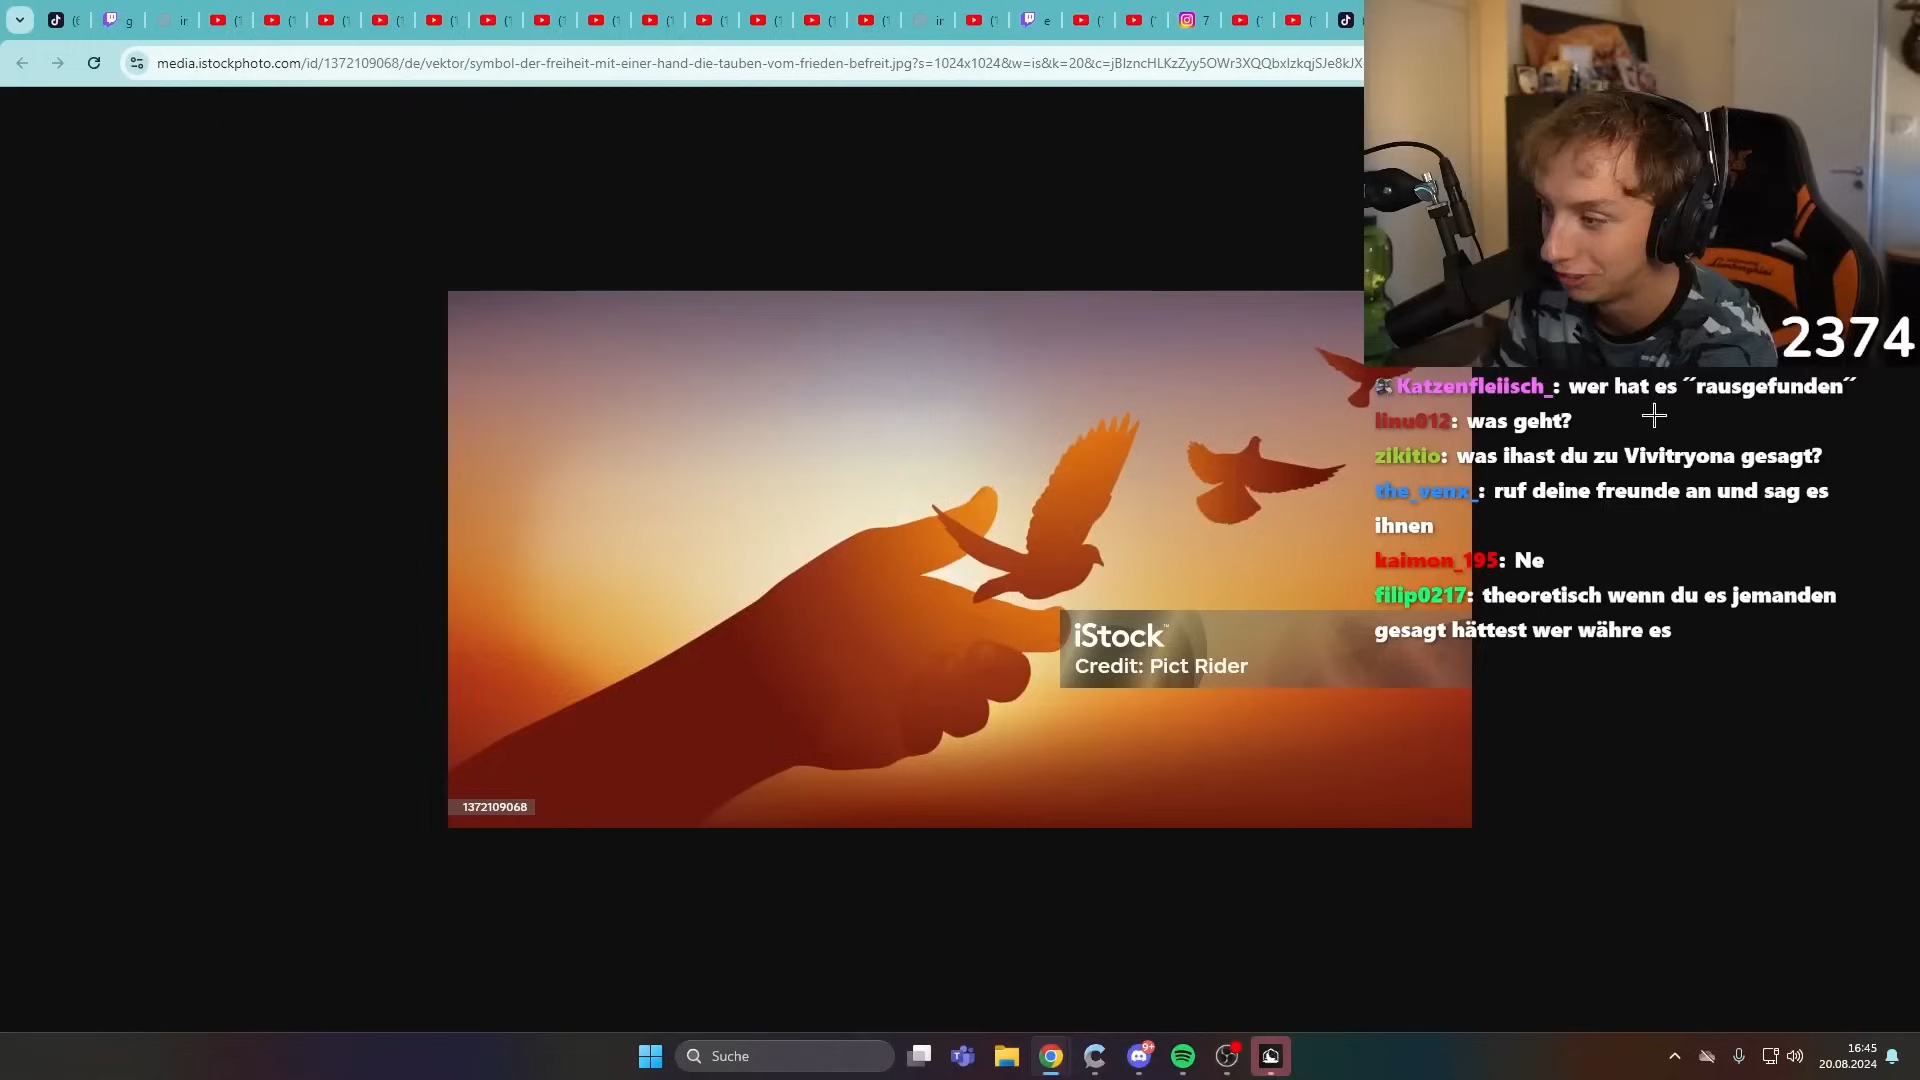 media.istockphoto.com/id/1372109068/de/vektor/symbol-der-freiheit-mit-einer-hand-die-tauben-vom-frieden-befreit.jpg?s=1024x1024&w=is&k=20&c=
2374
Katzenfleiisch_: wer hat es ˝rausgefunden˝
linu012: was geht?
zikitio: was ihast du zu Vivitryona gesagt?
the_venx_: ruf deine freunde an und sag es
ihnen
kaimon_195: Ne
filip0217: theoretisch wenn du es jemanden
gesagt hättest wer währe es
iStock™
Credit: Pict Rider
1372109068
Suche
9+
16:45
20.08.2024